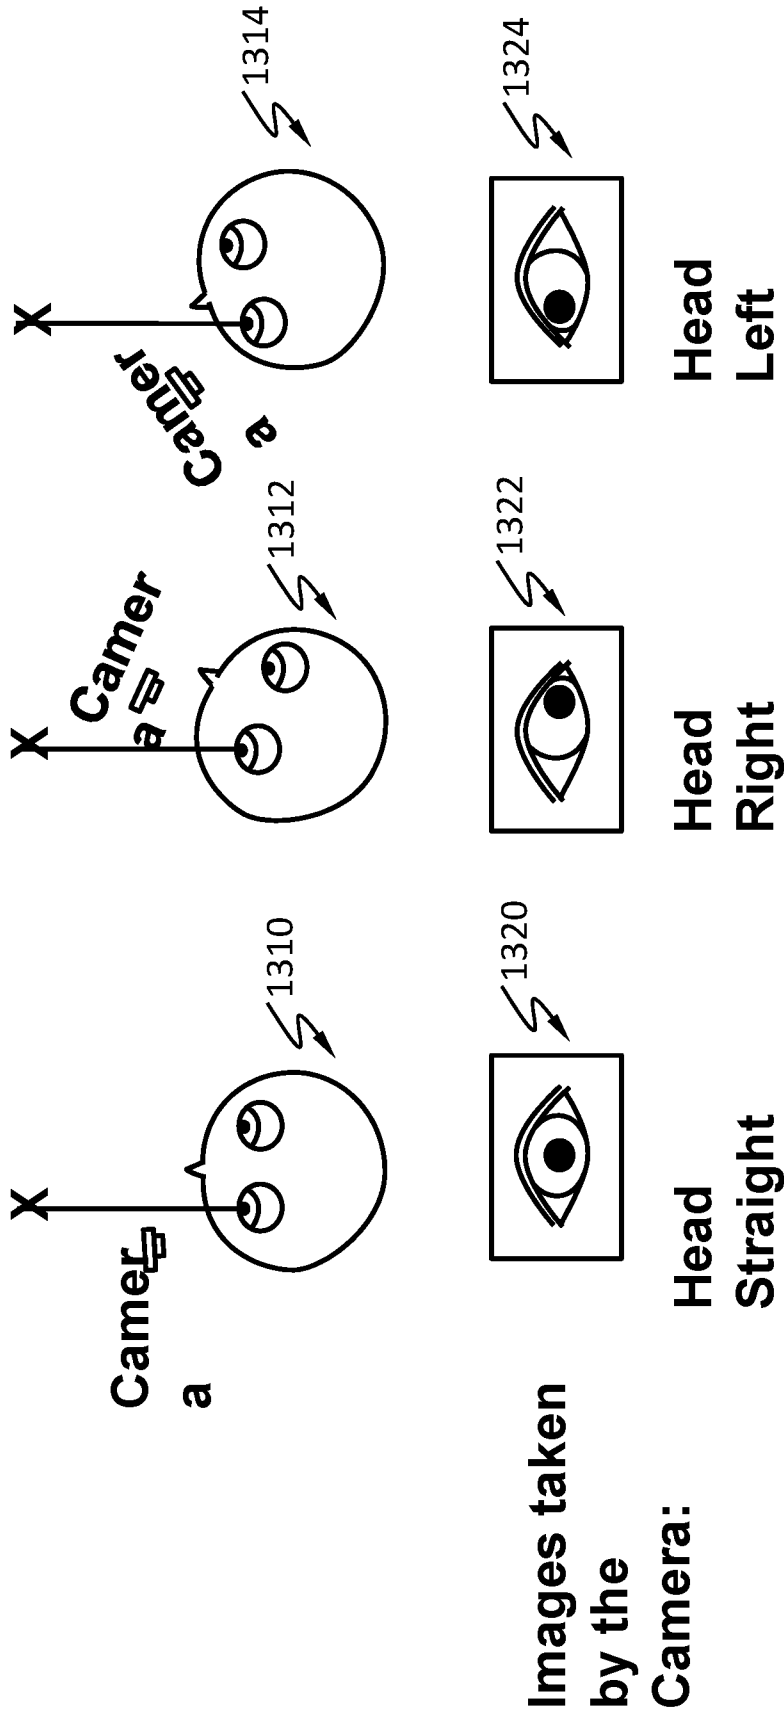 X
X
X
Camer
a
Camer
a
Camer
a
1310
1312
1314
Images taken
by the
Camera:
1320
1322
1324
Head
Straight
Head
Right
Head
Left